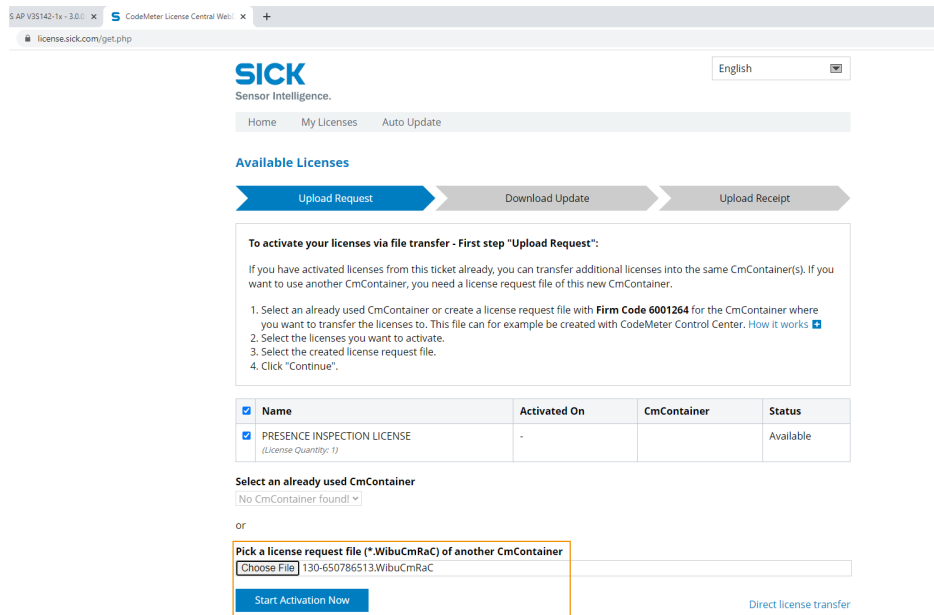 S AP V3S142-1x - 3.0.0
CodeMeter License Central Web
license.sick.com/get.php
SICK
Sensor Intelligence.
English
Home My Licenses Auto Update
Available Licenses
Upload Request Download Update Upload Receipt
To activate your licenses via file transfer - First step "Upload Request":
If you have activated licenses from this ticket already, you can transfer additional licenses into the same CmContainer(s). If you
want to use another CmContainer, you need a license request file of this new CmContainer.
1. Select an already used CmContainer or create a license request file with Firm Code 6001264 for the CmContainer where
you want to transfer the licenses to. This file can for example be created with CodeMeter Control Center. How it works
2. Select the licenses you want to activate.
3. Select the created license request file.
4. Click "Continue".
Name Activated On CmContainer Status
PRESENCE INSPECTION LICENSE - Available
(License Quantity: 1)
Select an already used CmContainer
No CmContainer found!
or
Pick a license request file (*.WibuCmRaC) of another CmContainer
Choose File 130-650786513.WibuCmRaC
Start Activation Now
Direct license transfer